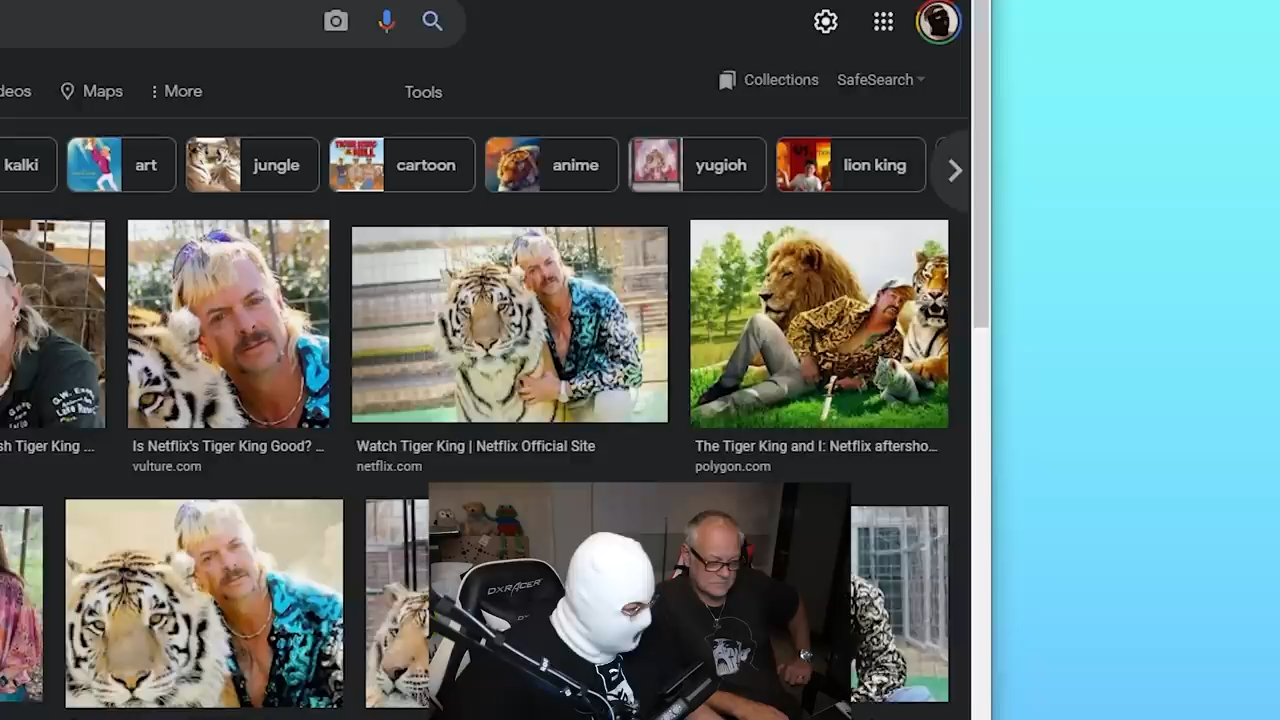 deos
Maps
More
Tools
Collections
SafeSearch
kalki
art
jungle
cartoon
anime
yugioh
lion king
sh Tiger King ...
Is Netflix's Tiger King Good? ...
vulture.com
Watch Tiger King | Netflix Official Site
netflix.com
The Tiger King and I: Netflix aftersho...
polygon.com
DXRACER